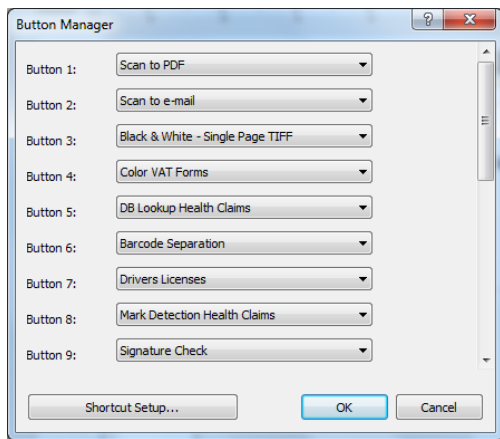 Button Manager
Button 1: Scan to PDF
Button 2: Scan to e-mail
Button 3: Black & White - Single Page TIFF
Button 4: Color VAT Forms
Button 5: DB Lookup Health Claims
Button 6: Barcode Separation
Button 7: Drivers Licenses
Button 8: Mark Detection Health Claims
Button 9: Signature Check
Shortcut Setup... OK Cancel